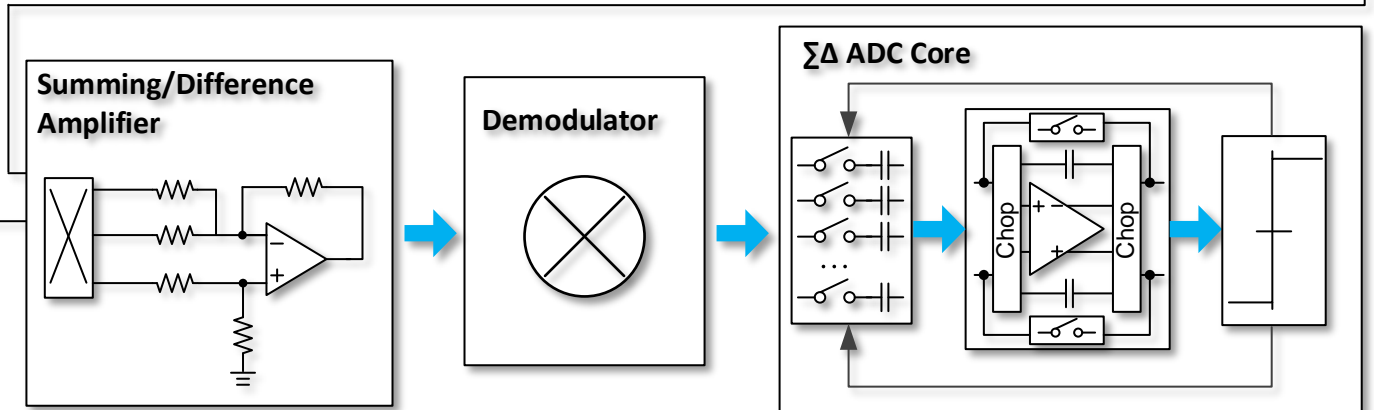 ∑Δ ADC Core
Summing/Difference
Amplifier
Demodulator
Chop
Chop
...